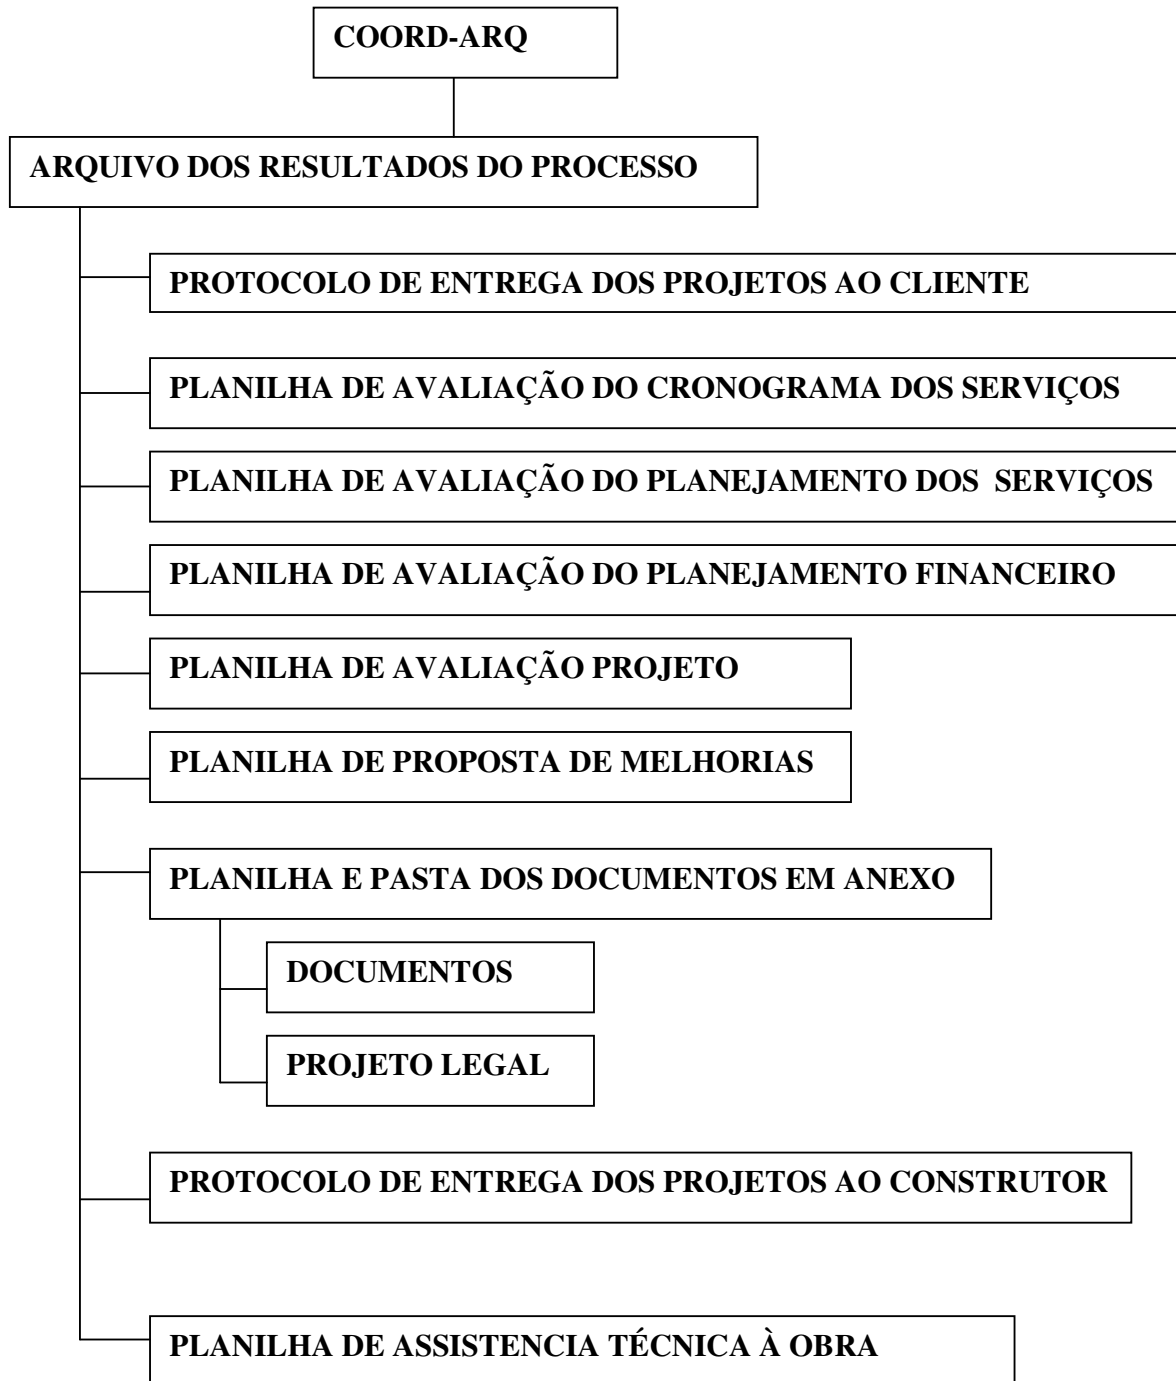 COORD-ARQ
ARQUIVO DOS RESULTADOS DO PROCESSO
PROTOCOLO DE ENTREGA DOS PROJETOS AO CLIENTE
PLANILHA DE AVALIAÇÃO DO CRONOGRAMA DOS SERVIÇOS
PLANILHA DE AVALIAÇÃO DO PLANEJAMENTO DOS  SERVIÇOS
PLANILHA DE AVALIAÇÃO DO PLANEJAMENTO FINANCEIRO
PLANILHA DE AVALIAÇÃO PROJETO
PLANILHA DE PROPOSTA DE MELHORIAS
PLANILHA E PASTA DOS DOCUMENTOS EM ANEXO
DOCUMENTOS
PROJETO LEGAL
PROTOCOLO DE ENTREGA DOS PROJETOS AO CONSTRUTOR
PLANILHA DE ASSISTENCIA TÉCNICA À OBRA